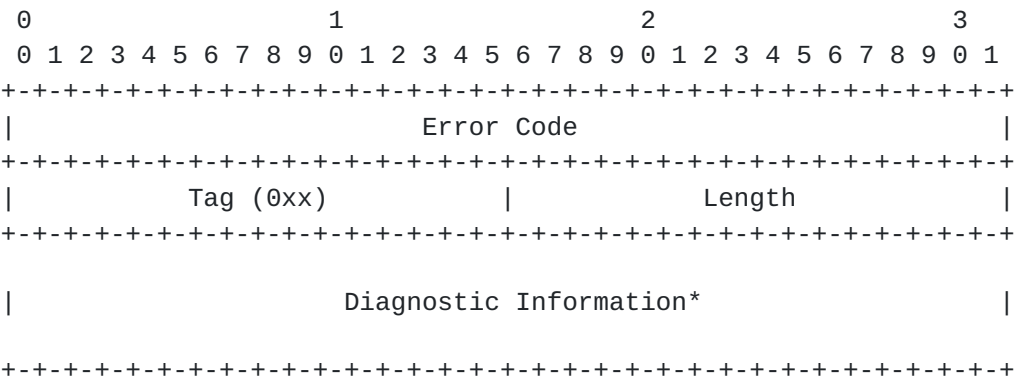 0                   1                   2                   3
 0 1 2 3 4 5 6 7 8 9 0 1 2 3 4 5 6 7 8 9 0 1 2 3 4 5 6 7 8 9 0 1
+-+-+-+-+-+-+-+-+-+-+-+-+-+-+-+-+-+-+-+-+-+-+-+-+-+-+-+-+-+-+-+-+
|                          Error Code                           |
+-+-+-+-+-+-+-+-+-+-+-+-+-+-+-+-+-+-+-+-+-+-+-+-+-+-+-+-+-+-+-+-+
|           Tag (0xx)           |            Length             |
+-+-+-+-+-+-+-+-+-+-+-+-+-+-+-+-+-+-+-+-+-+-+-+-+-+-+-+-+-+-+-+-+
|                     Diagnostic Information*                   |
+-+-+-+-+-+-+-+-+-+-+-+-+-+-+-+-+-+-+-+-+-+-+-+-+-+-+-+-+-+-+-+-+